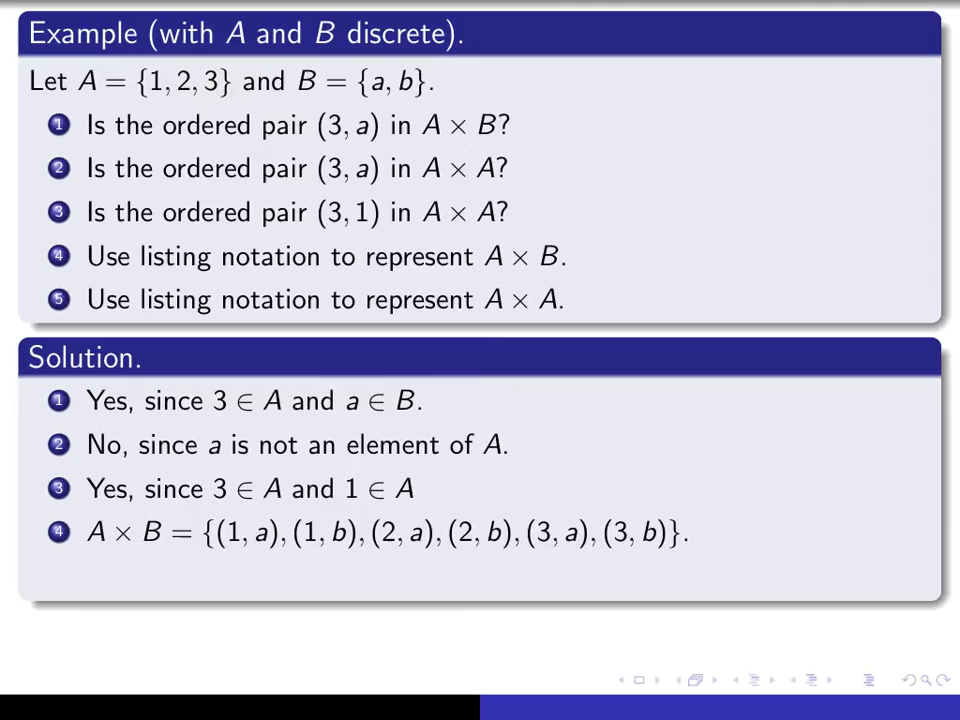 Example (with A and B discrete).
Let A = {1, 2, 3} and B = {a, b}.
1 Is the ordered pair (3, a) in A × B?
2 Is the ordered pair (3, a) in A × A?
3 Is the ordered pair (3, 1) in A × A?
4 Use listing notation to represent A × B.
5 Use listing notation to represent A × A.
Solution.
1 Yes, since 3 ∈ A and a ∈ B.
2 No, since a is not an element of A.
3 Yes, since 3 ∈ A and 1 ∈ A
4 A × B = {(1, a), (1, b), (2, a), (2, b), (3, a), (3, b)}.